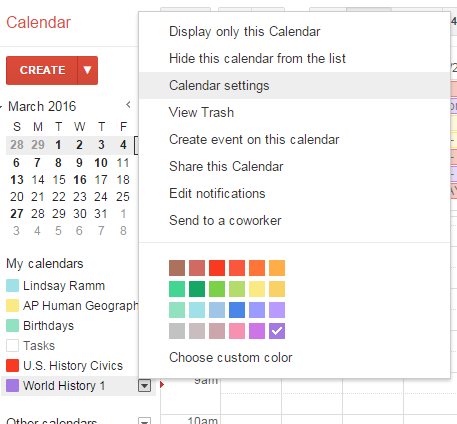 Calendar
CREATE
March 2016
S M T W T F
28 29 1 2 3 4
6 7 8 9 10 11
13 14 15 16 17 18
20 21 22 23 24 25
27 28 29 30 31 1
3 4 5 6 7 8
My calendars
Lindsay Ramm
AP Human Geograph
Birthdays
Tasks
U.S. History Civics
World History 1
Other calendars
Display only this Calendar
Hide this calendar from the list
Calendar settings
View Trash
Create event on this calendar
Share this Calendar
Edit notifications
Send to a coworker
Choose custom color
9am
10am